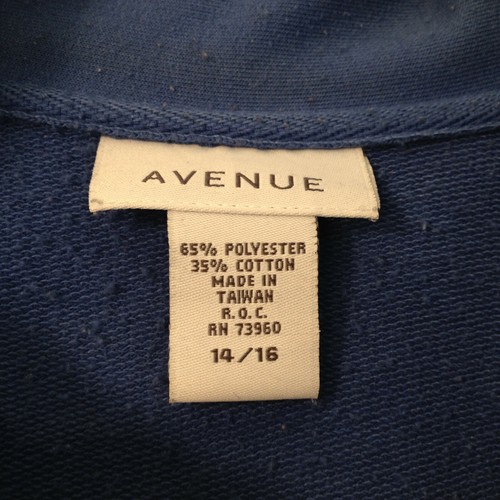 AVENUE
65% POLYESTER
35% COTTON
MADE IN
TAIWAN
R.O.C.
RN 73960
14/16